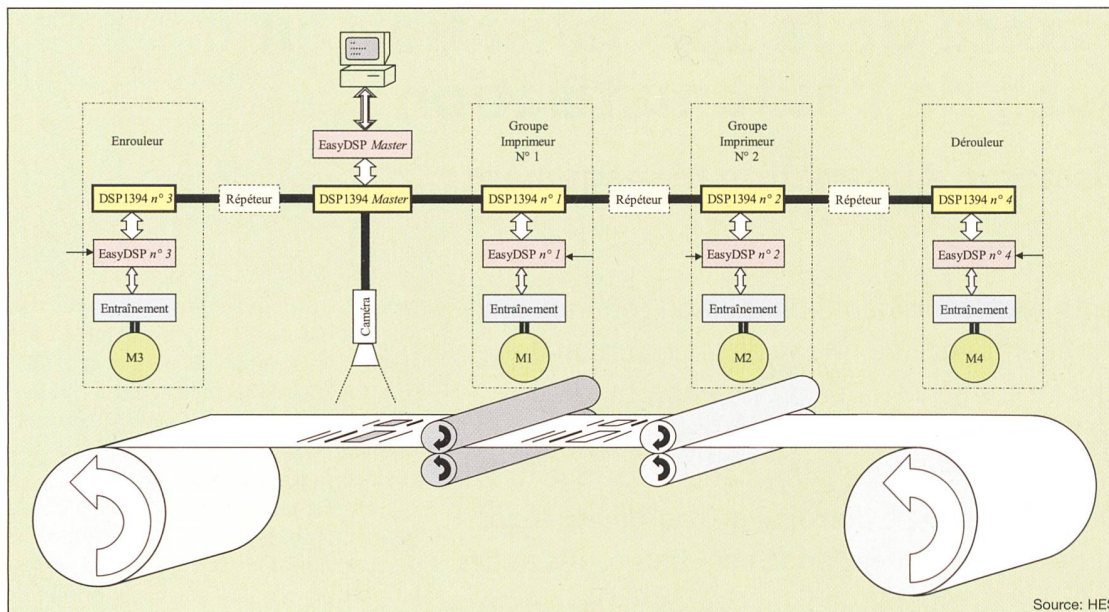 Enrouleur
Groupe
Imprimeur
N° 1
Groupe
Imprimeur
N° 2
Dérouleur
EasyDSP Master
DSP1394 n° 3
Répéteur
DSP1394 Master
DSP1394 n° 1
Répéteur
DSP1394 n° 2
Répéteur
DSP1394 n° 4
EasyDSP n° 3
EasyDSP n° 1
EasyDSP n° 2
EasyDSP n° 4
Entraînement
Caméra
Entraînement
Entraînement
Entraînement
M3
M1
M2
M4
Source: HES